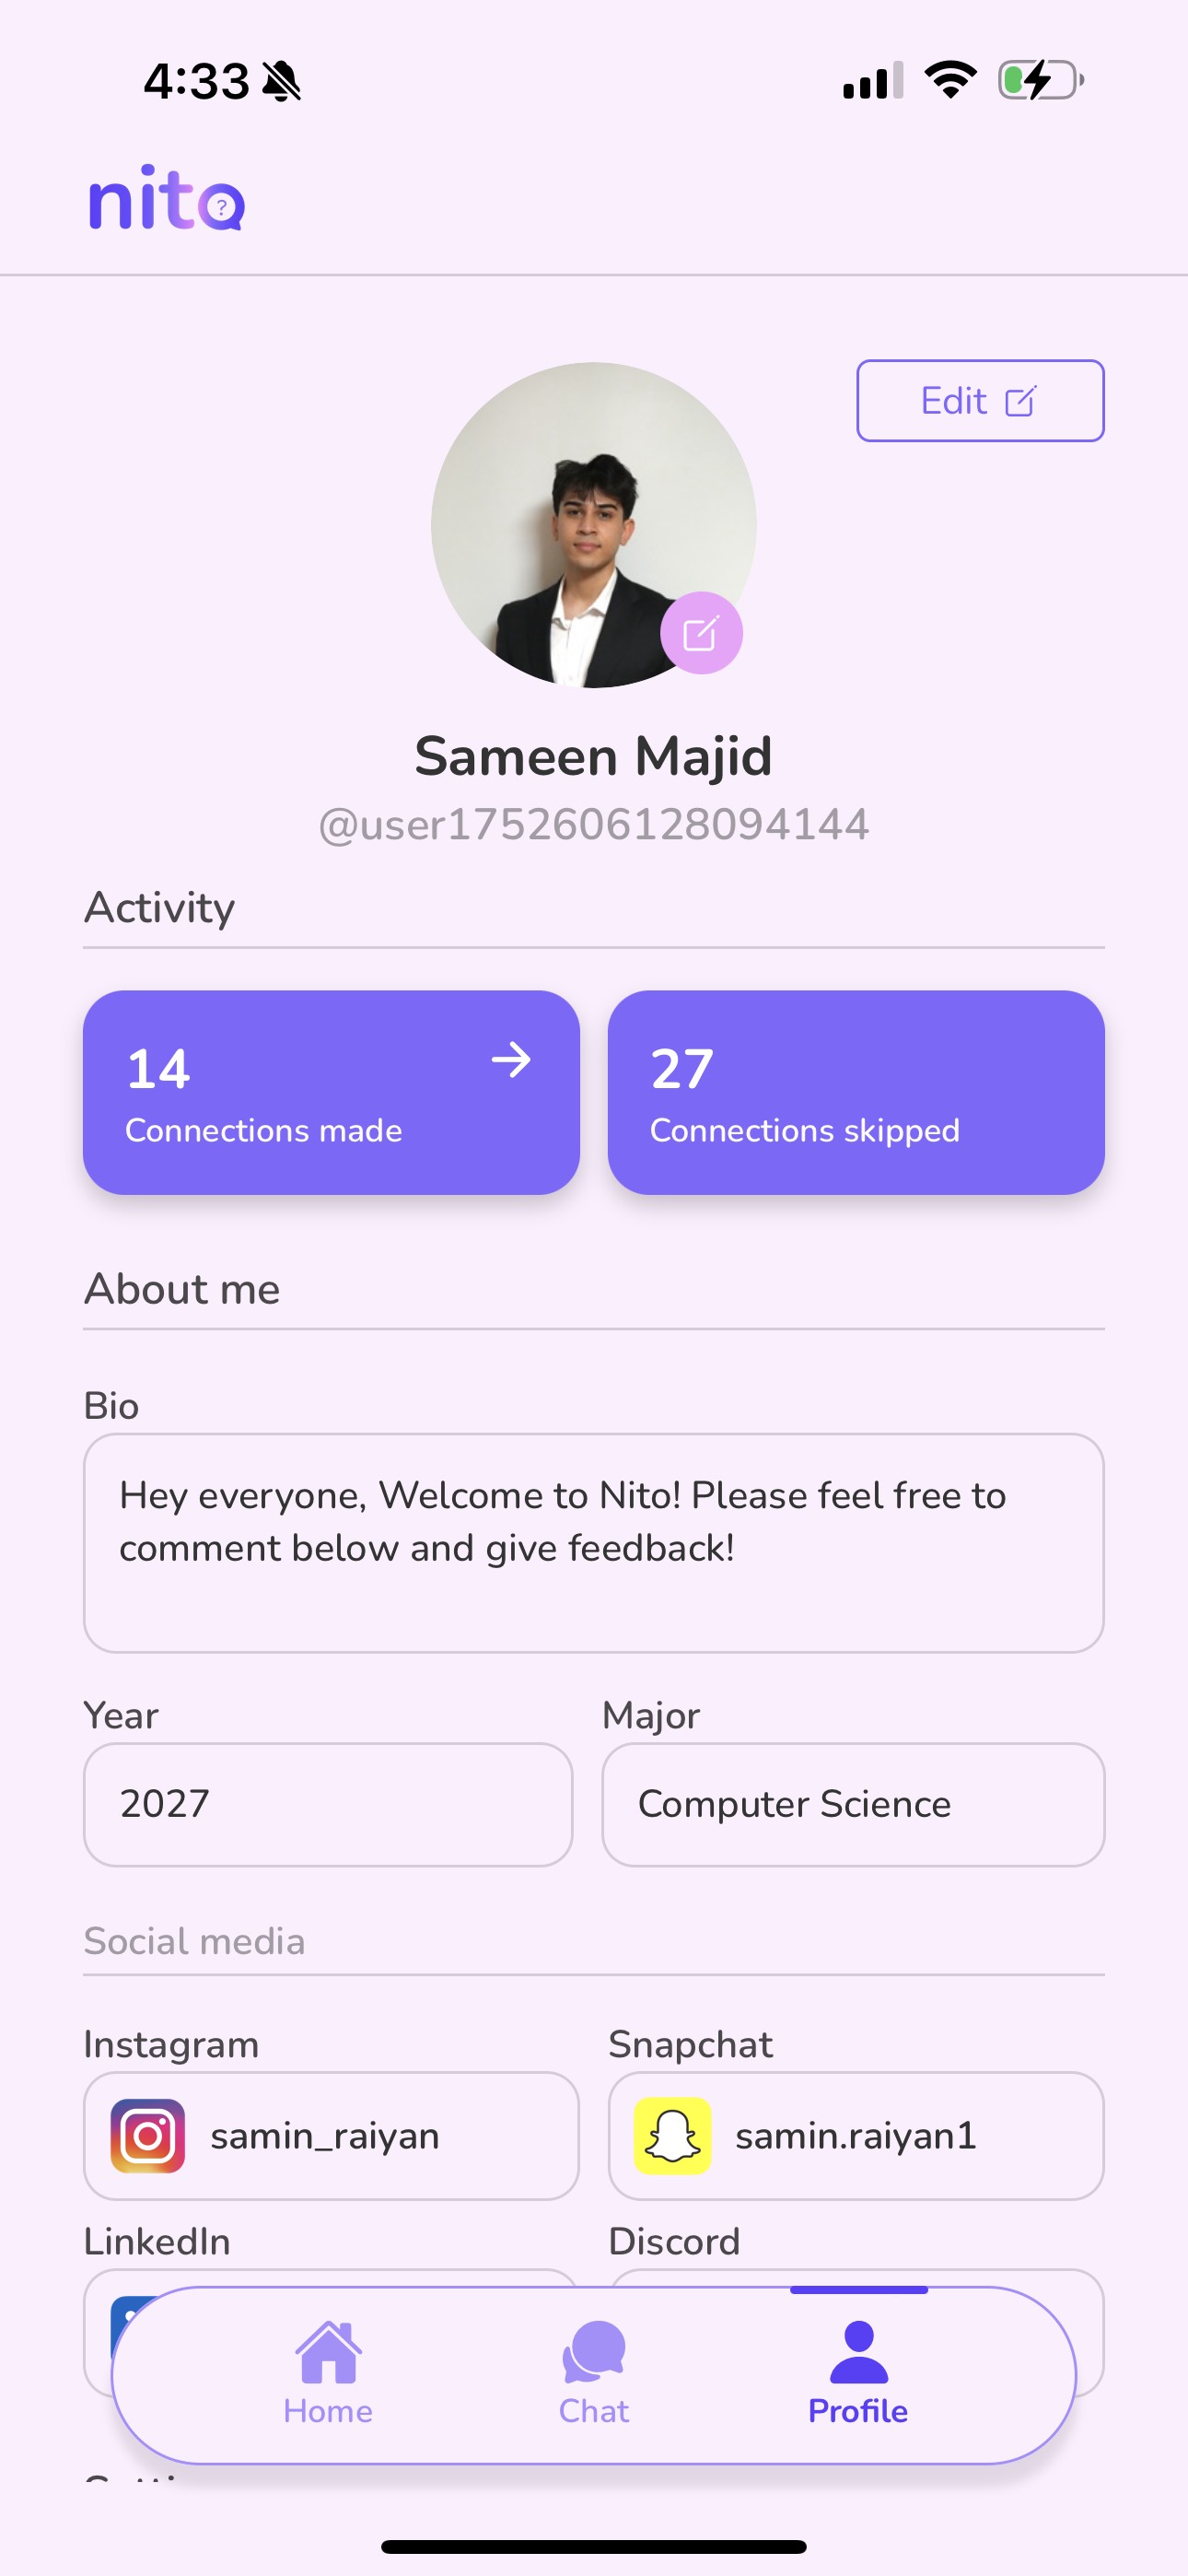 4:33
nito
?
Edit
Sameen Majid
@user1752606128094144
Activity
14
Connections made
27
Connections skipped
About me
Bio
Hey everyone, Welcome to Nito! Please feel free to
comment below and give feedback!
Year
Major
2027
Computer Science
Social media
Instagram
Snapchat
samin_raiyan
samin.raiyan1
LinkedIn
Discord
Home
Chat
Profile